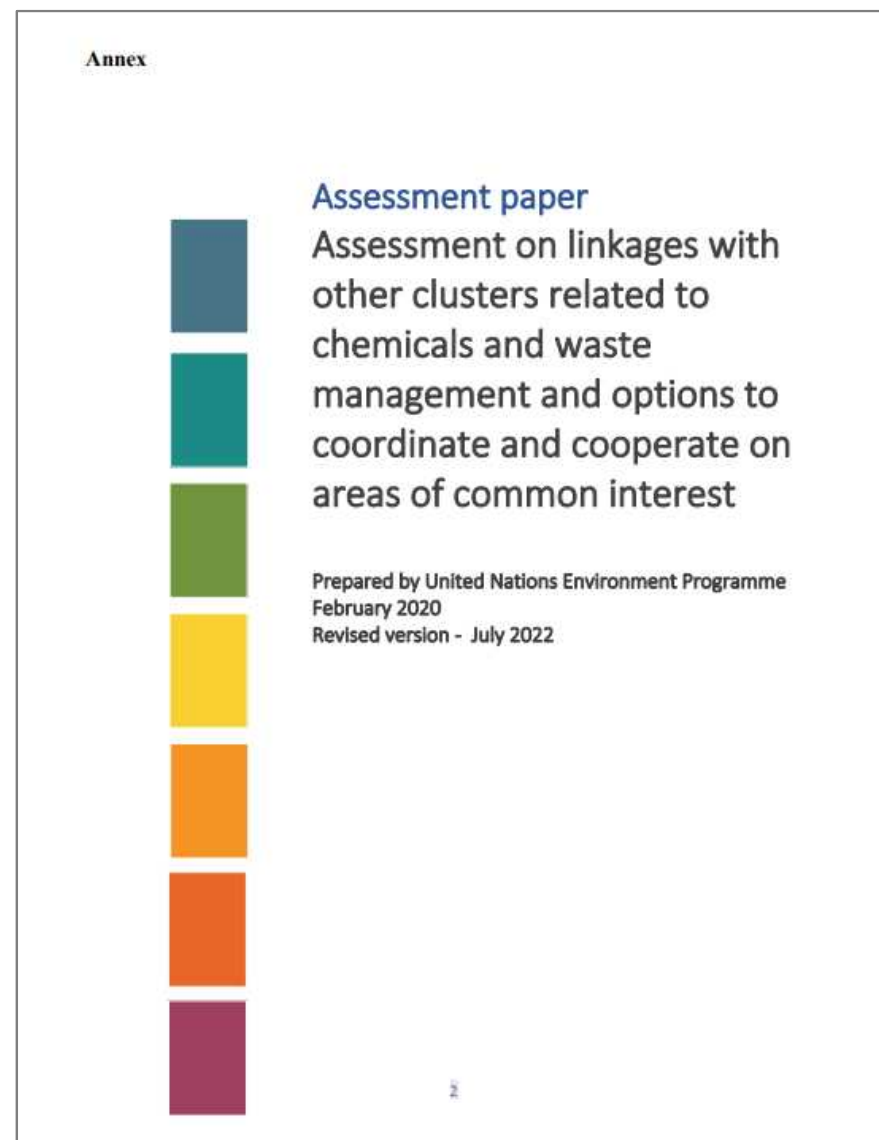 Annex
Assessment paper
Assessment on linkages with
other clusters related to
chemicals and waste
management and options to
coordinate and cooperate on
areas of common interest
Prepared by United Nations Environment Programme
February 2020
Revised version - July 2022
2